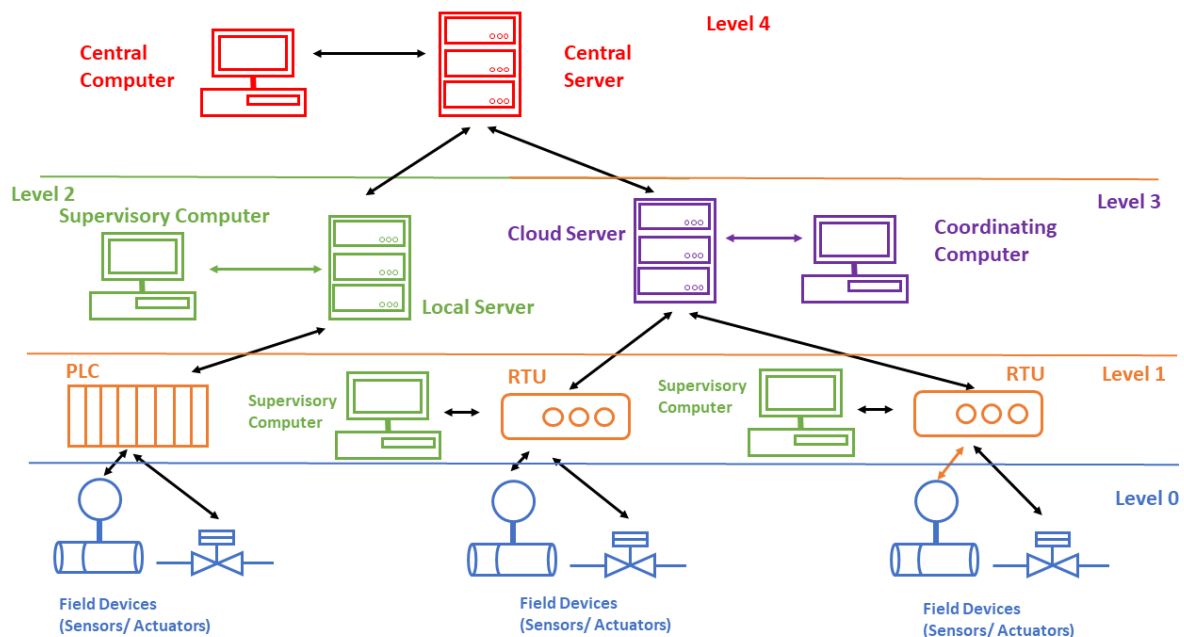 Level 4
Central
Computer
Central
Server
Level 2
Level 3
Supervisory Computer
Cloud Server
Coordinating
Computer
Local Server
PLC
RTU
RTU
Level 1
Supervisory
Computer
Supervisory
Computer
Level 0
Field Devices
(Sensors/ Actuators)
Field Devices
(Sensors/ Actuators)
Field Devices
(Sensors/ Actuators)